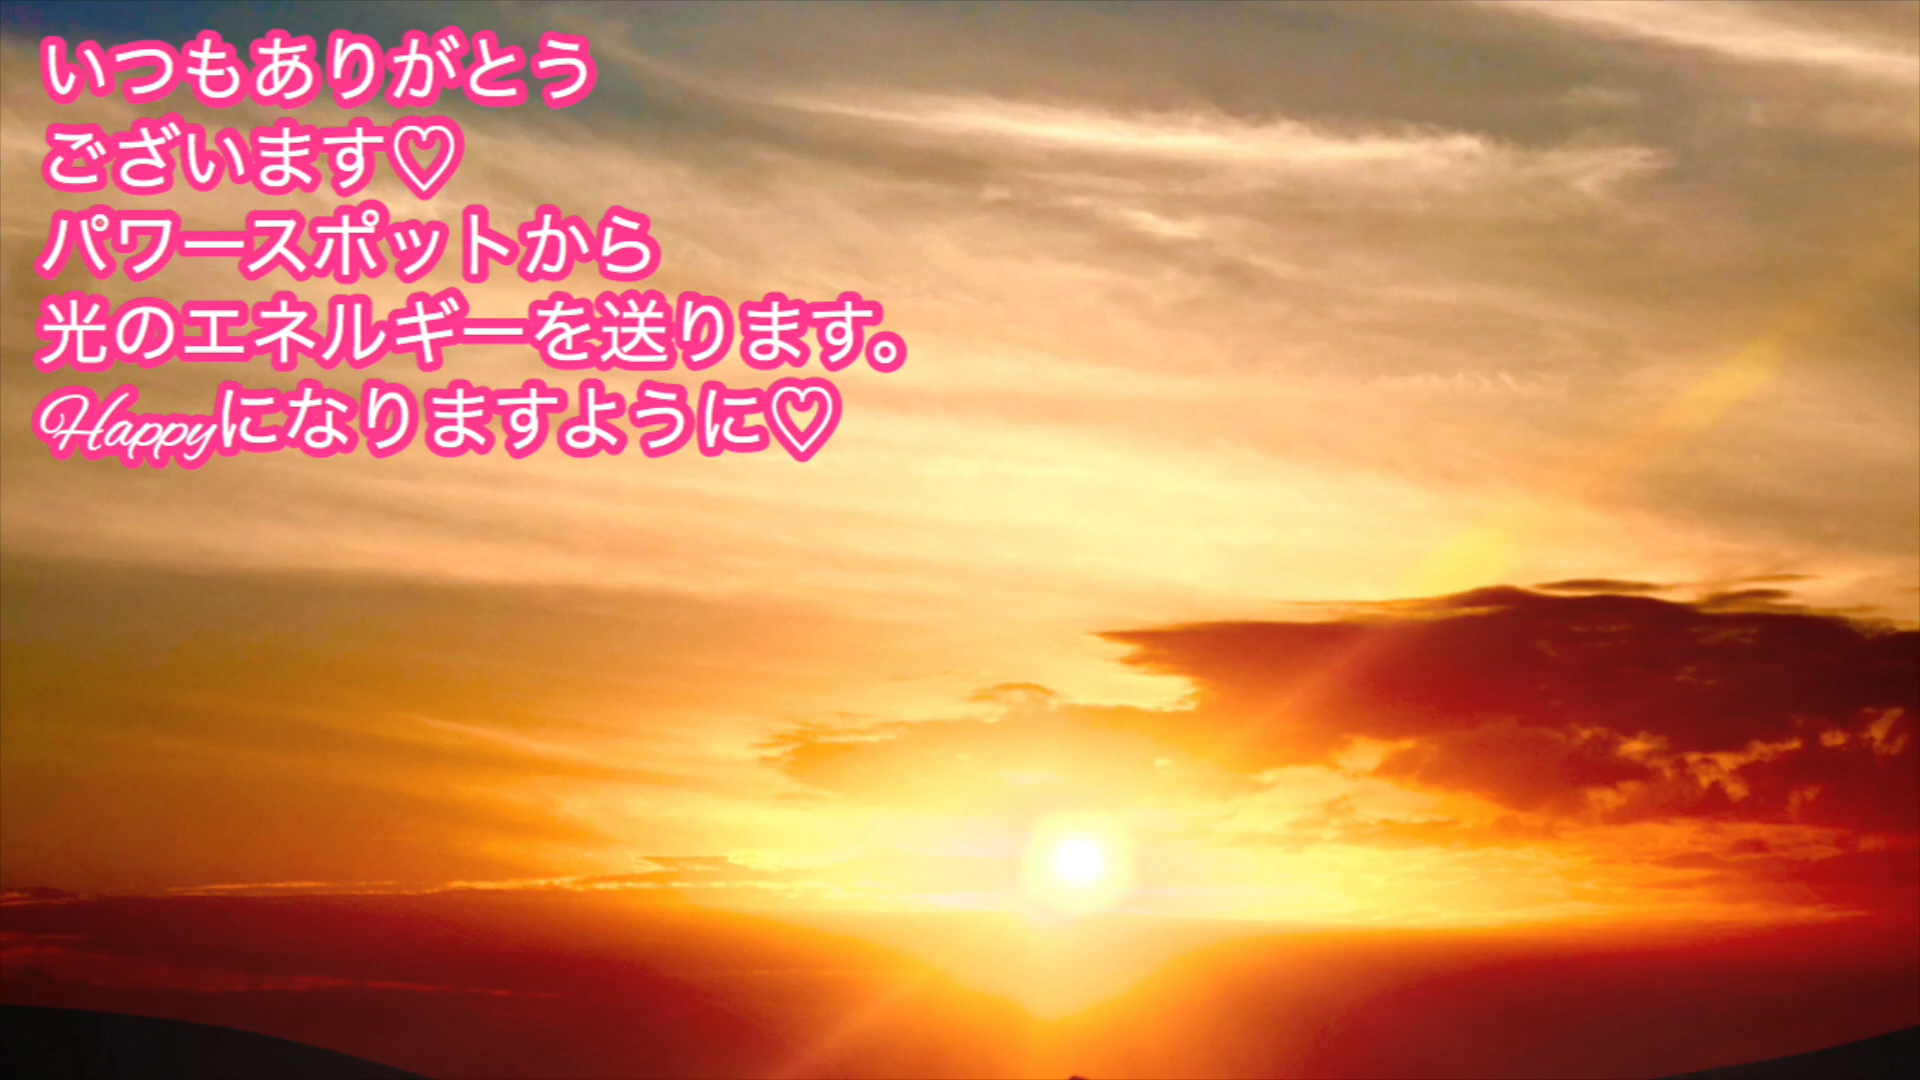 いつもありがとう
ございます♡
パワースポットから
光のエネルギーを送ります。
Happyになりますように♡